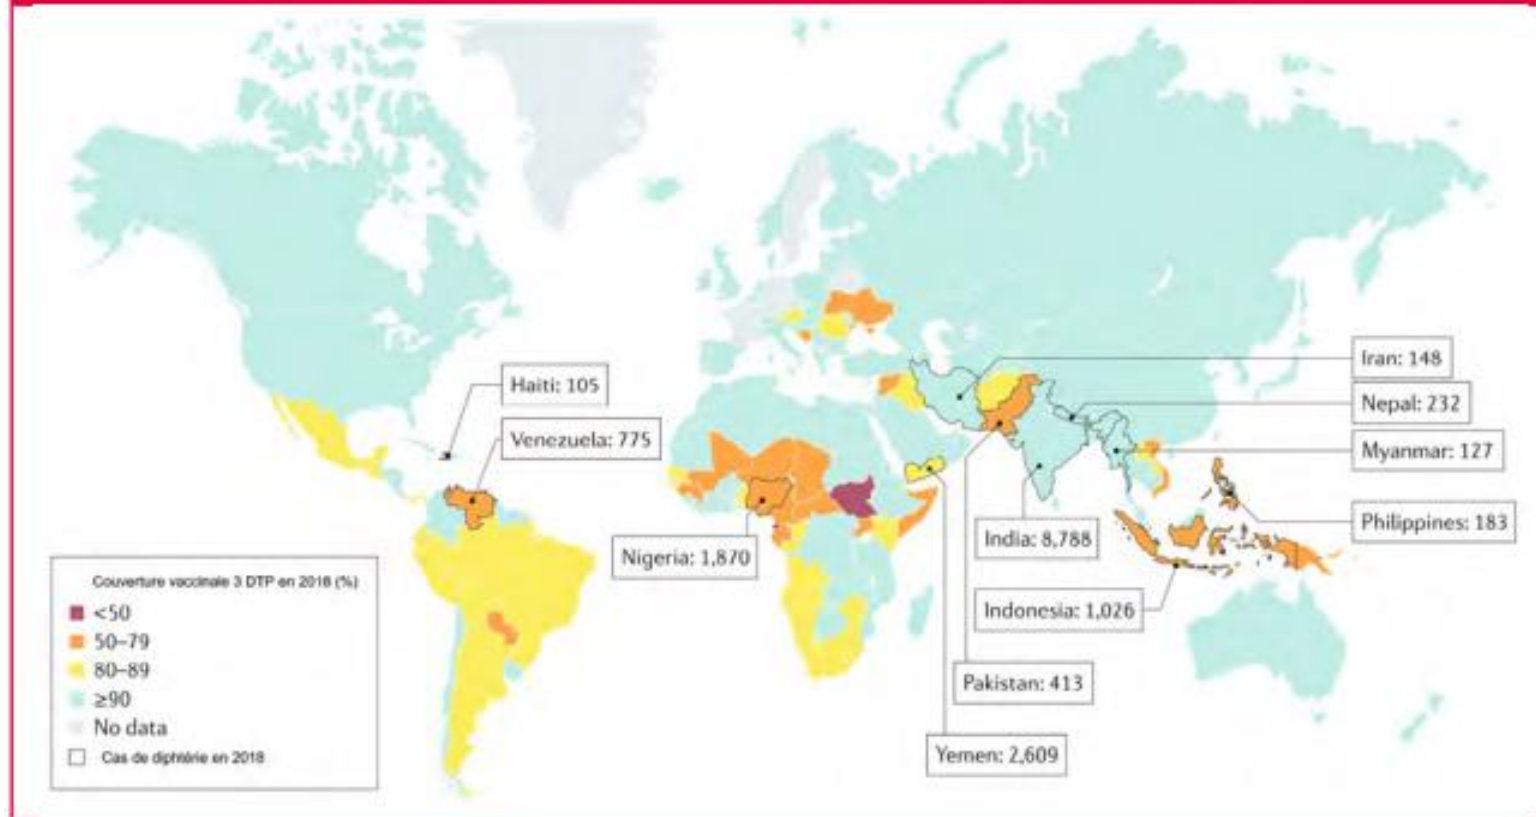 Iran: 148
Haiti: 105
Nepal: 232
Venezuela: 775
Myanmar: 127
Philippines: 183
India: 8,788
Nigeria: 1,870
Indonesia: 1,026
Pakistan: 413
Yemen: 2,609
Couverture vaccinale 3 DTP en 2018 (%)
<50
50–79
80–89
≥90
No data
Cas de diphtérie en 2018